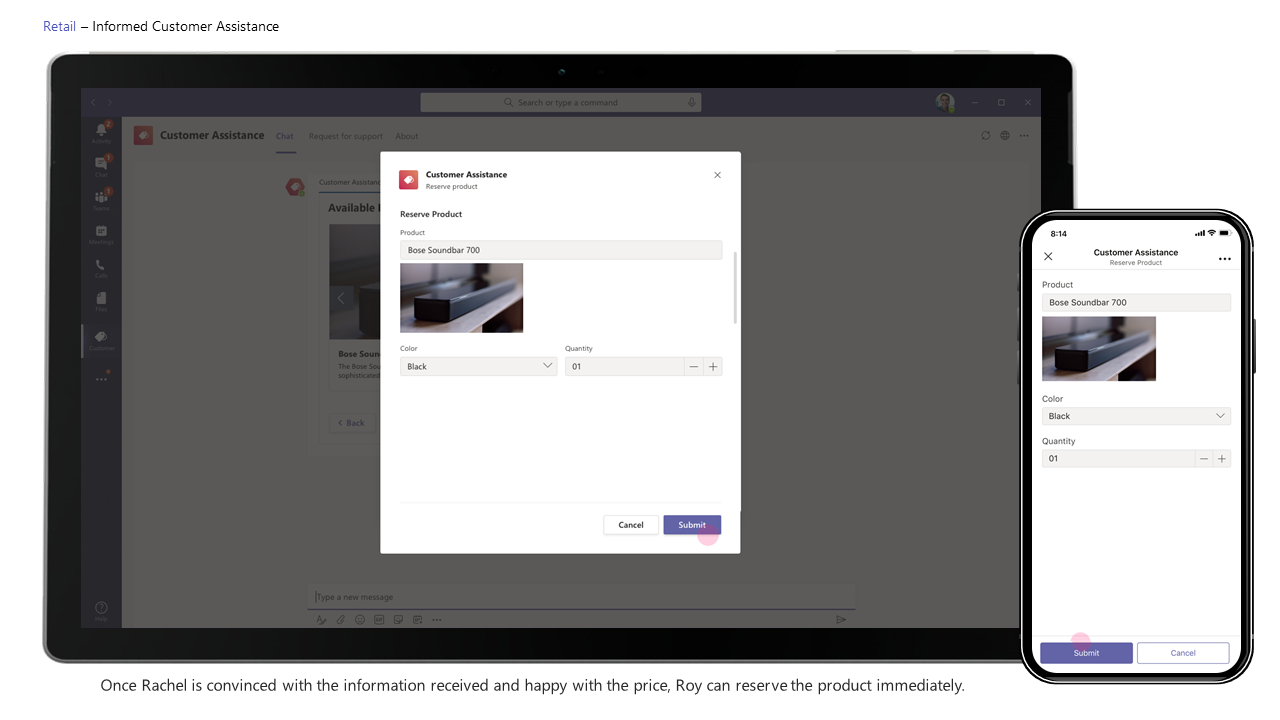 Retail – Informed Customer Assistance
Search or type a command
Activity 2
Chat 1
Teams 1
Meetings
Calls
Files
Customer
Help
Customer Assistance Chat Request for support About
Customer Assistance
Available
Bose Soun
The Bose Sou
sophisticated
Back
Type a new message
Customer Assistance
Reserve product
Reserve Product
Product
Bose Soundbar 700
Color Quantity
Black 01
Cancel Submit
8:14
Customer Assistance
Reserve Product
Product
Bose Soundbar 700
Color
Black
Quantity
01
Submit Cancel
Once Rachel is convinced with the information received and happy with the price, Roy can reserve the product immediately.